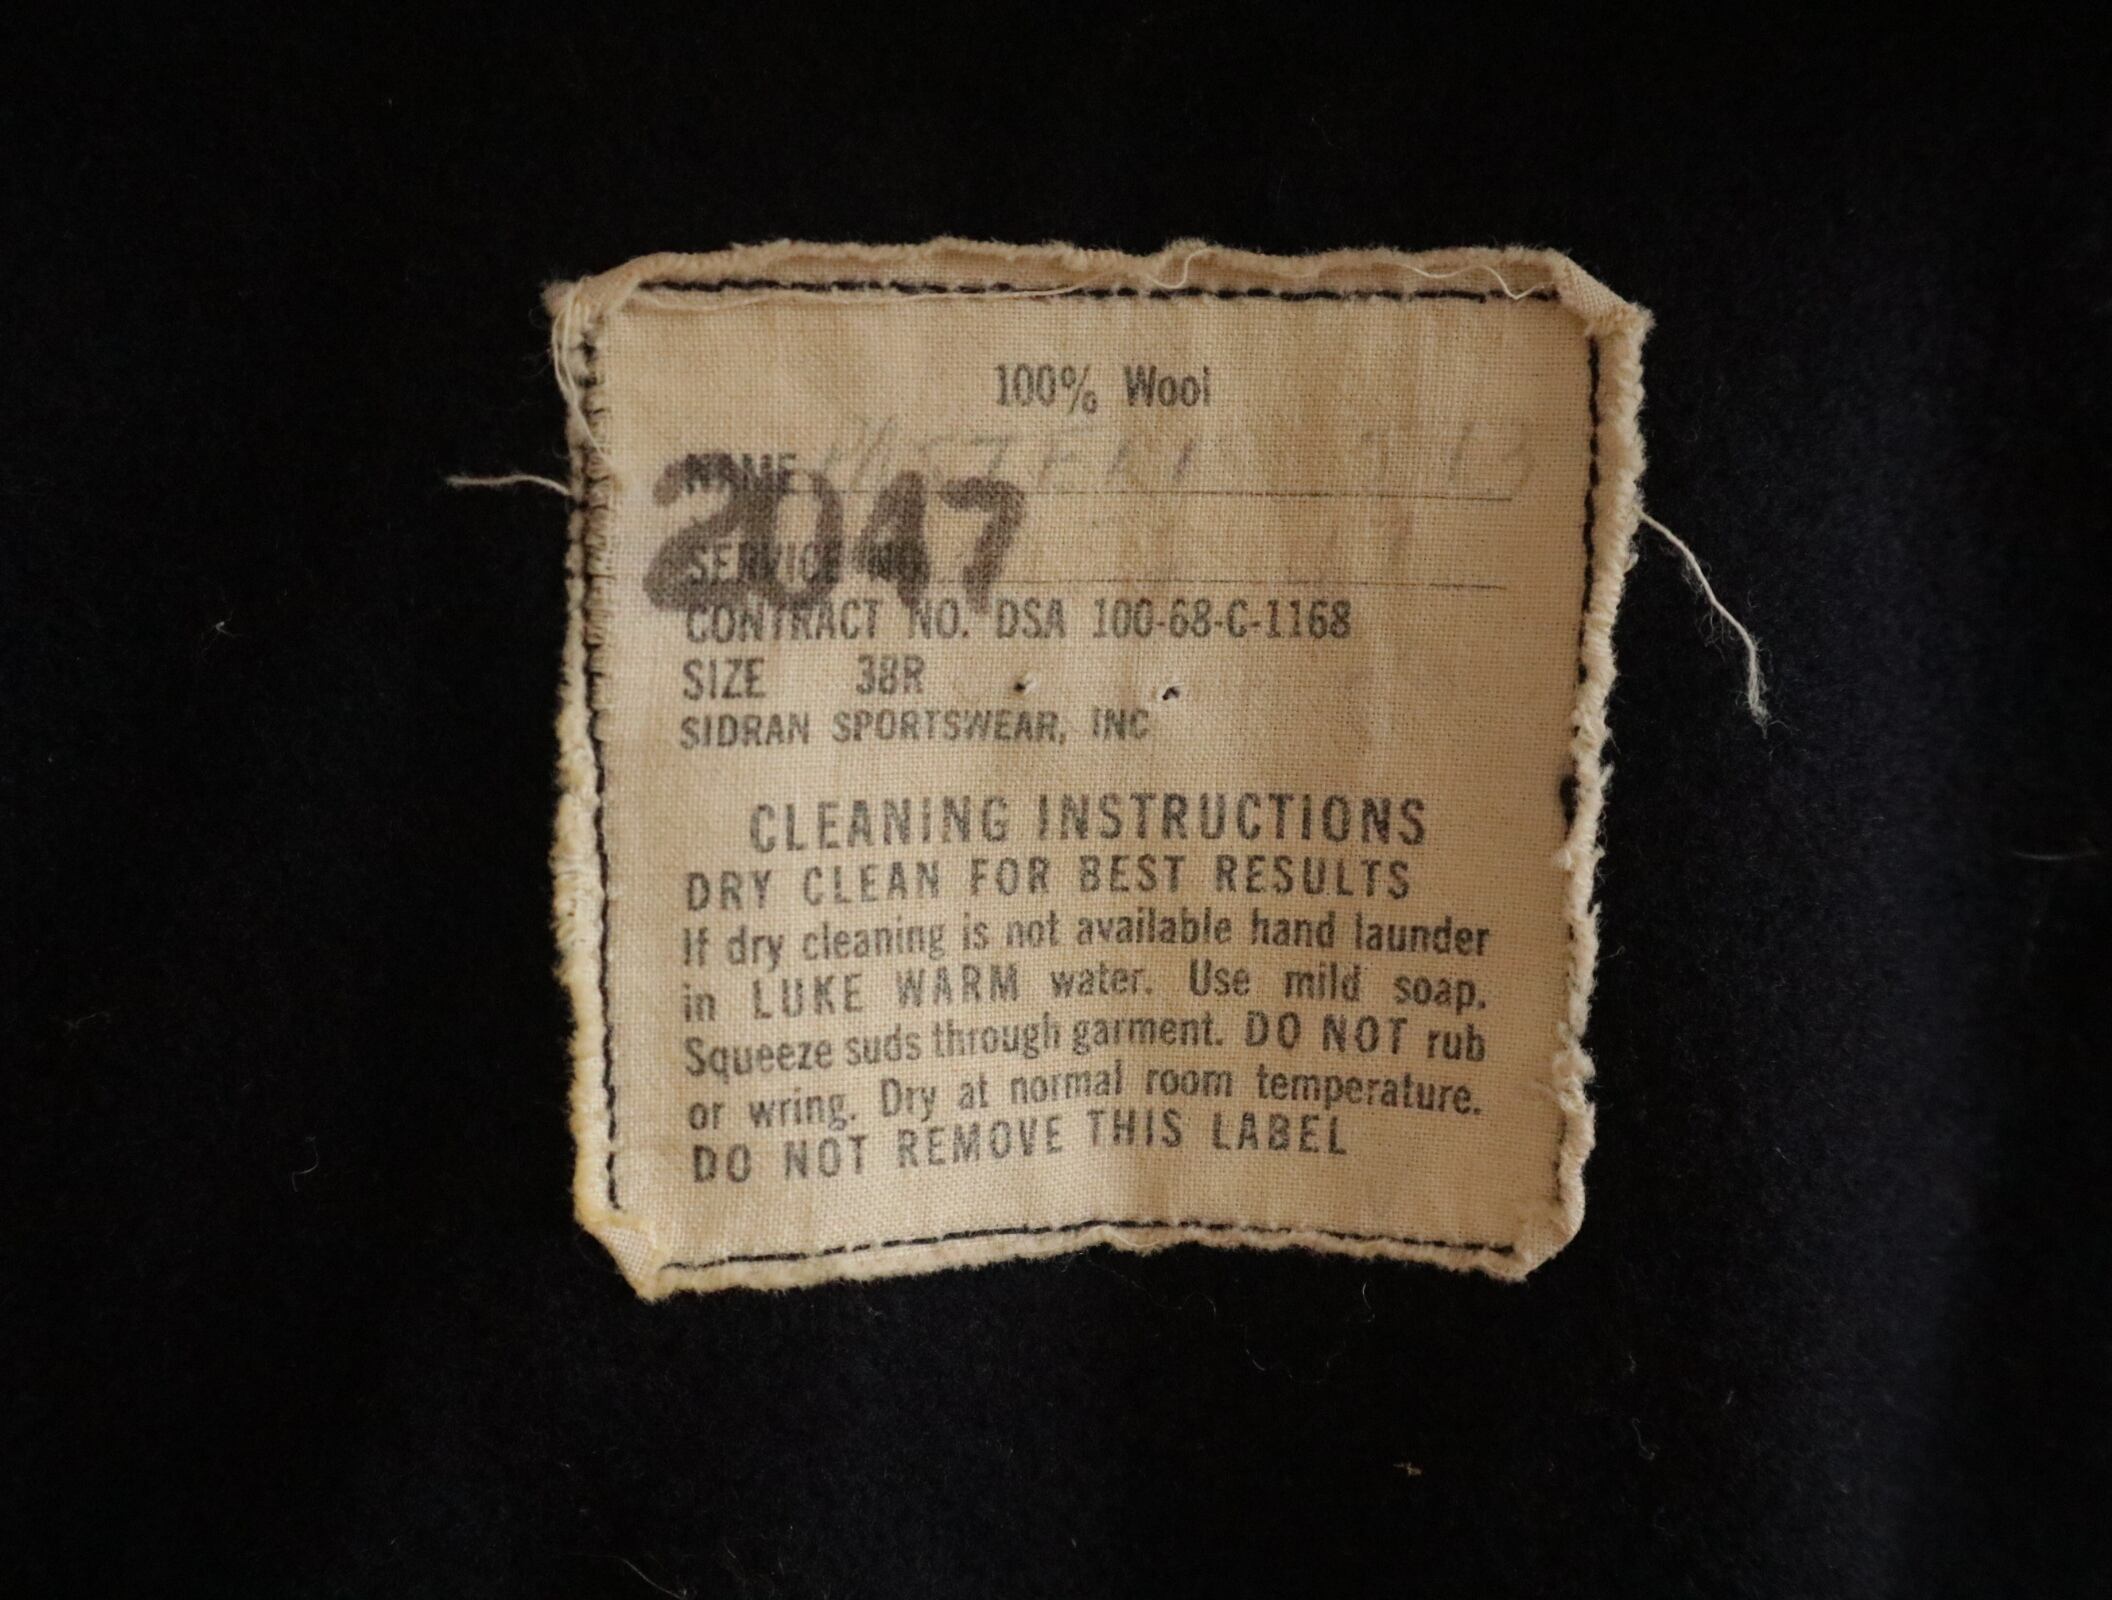 100% Wool
NAME
2047
SERVICE NO.
CONTRACT NO. DSA 100-68-C-1168
SIZE 38R
SIDRAN SPORTSWEAR, INC
CLEANING INSTRUCTIONS
DRY CLEAN FOR BEST RESULTS
If dry cleaning is not available hand launder
in LUKE WARM water. Use mild soap.
Squeeze suds through garment. DO NOT rub
or wring. Dry at normal room temperature.
DO NOT REMOVE THIS LABEL